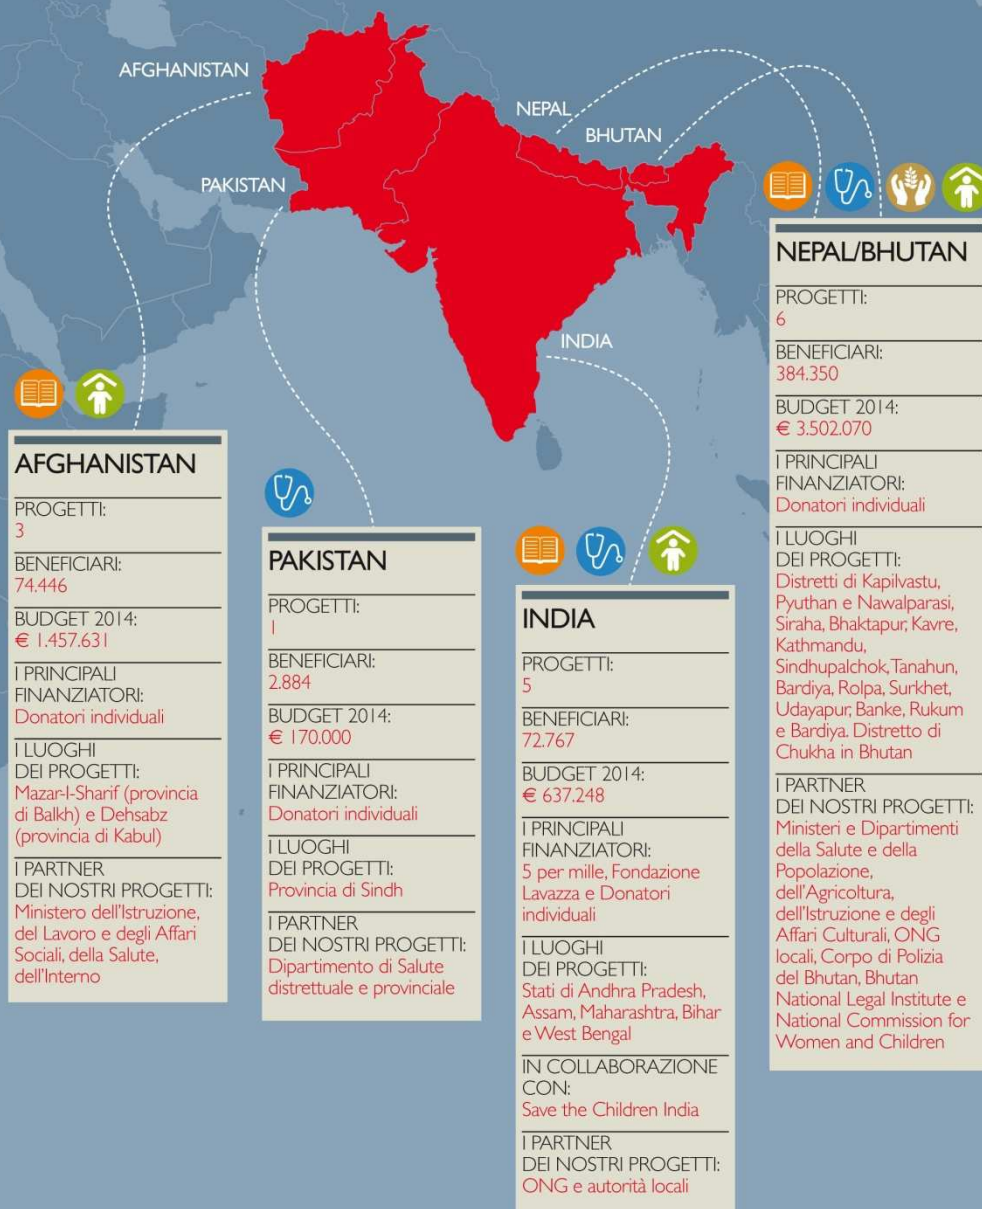 AFGHANISTAN
NEPAL
BHUTAN
PAKISTAN
INDIA
AFGHANISTAN
PROGETTI:
3
BENEFICIARI:
74.446
BUDGET 2014:
€ 1.457.631
I PRINCIPALI
FINANZIATORI:
Donatori individuali
I LUOGHI
DEI PROGETTI:
Mazar-I-Sharif (provincia
di Balkh) e Dehsabz
(provincia di Kabul)
I PARTNER
DEI NOSTRI PROGETTI:
Ministero dell'Istruzione,
del Lavoro e degli Affari
Sociali, della Salute,
dell'Interno
PAKISTAN
PROGETTI:
1
BENEFICIARI:
2.884
BUDGET 2014:
€ 170.000
I PRINCIPALI
FINANZIATORI:
Donatori individuali
I LUOGHI
DEI PROGETTI:
Provincia di Sindh
I PARTNER
DEI NOSTRI PROGETTI:
Dipartimento di Salute
distrettuale e provinciale
INDIA
PROGETTI:
5
BENEFICIARI:
72.767
BUDGET 2014:
€ 637.248
I PRINCIPALI
FINANZIATORI:
5 per mille, Fondazione
Lavazza e Donatori
individuali
I LUOGHI
DEI PROGETTI:
Stati di Andhra Pradesh,
Assam, Maharashtra, Bihar
e West Bengal
IN COLLABORAZIONE
CON:
Save the Children India
I PARTNER
DEI NOSTRI PROGETTI:
ONG e autorità locali
NEPAL/BHUTAN
PROGETTI:
6
BENEFICIARI:
384.350
BUDGET 2014:
€ 3.502.070
I PRINCIPALI
FINANZIATORI:
Donatori individuali
I LUOGHI
DEI PROGETTI:
Distretti di Kapilvastu,
Pyuthan e Nawalparasi,
Siraha, Bhaktapur, Kavre,
Kathmandu,
Sindhupalchok, Tanahun,
Bardiya, Rolpa, Surkhet,
Udayapur, Banke, Rukum
e Bardiya. Distretto di
Chukha in Bhutan
I PARTNER
DEI NOSTRI PROGETTI:
Ministeri e Dipartimenti
della Salute e della
Popolazione,
dell'Agricoltura,
dell'Istruzione e degli
Affari Culturali, ONG
locali, Corpo di Polizia
del Bhutan, Bhutan
National Legal Institute e
National Commission for
Women and Children